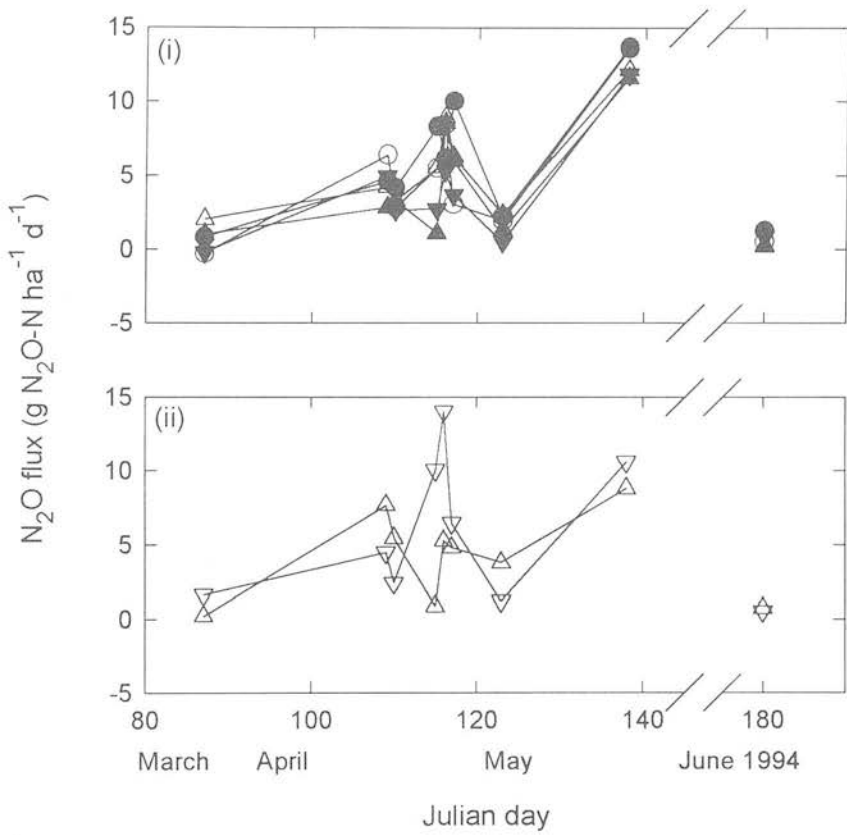 N₂O flux (g N₂O-N ha⁻¹ d⁻¹)
(i)
15
10
5
0
-5
(ii)
15
10
5
0
-5
80 100 120 140 180
March April May June 1994
Julian day